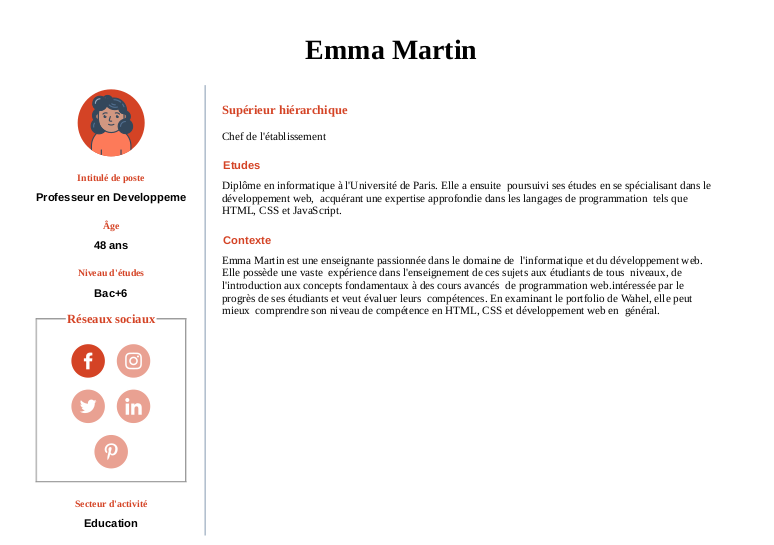 Emma Martin
Intitulé de poste
Professeur en Developpeme
Âge
48 ans
Niveau d'études
Bac+6
Réseaux sociaux
Secteur d'activité
Education
Supérieur hiérarchique
Chef de l'établissement
Etudes
Diplôme en informatique à l'Université de Paris. Elle a ensuite poursuivi ses études en se spécialisant dans le
développement web, acquérant une expertise approfondie dans les langages de programmation tels que
HTML, CSS et JavaScript.
Contexte
Emma Martin est une enseignante passionnée dans le domaine de l'informatique et du développement web.
Elle possède une vaste expérience dans l'enseignement de ces sujets aux étudiants de tous niveaux, de
l'introduction aux concepts fondamentaux à des cours avancés de programmation web.intéressée par le
progrès de ses étudiants et veut évaluer leurs compétences. En examinant le portfolio de Wahel, elle peut
mieux comprendre son niveau de compétence en HTML, CSS et développement web en général.